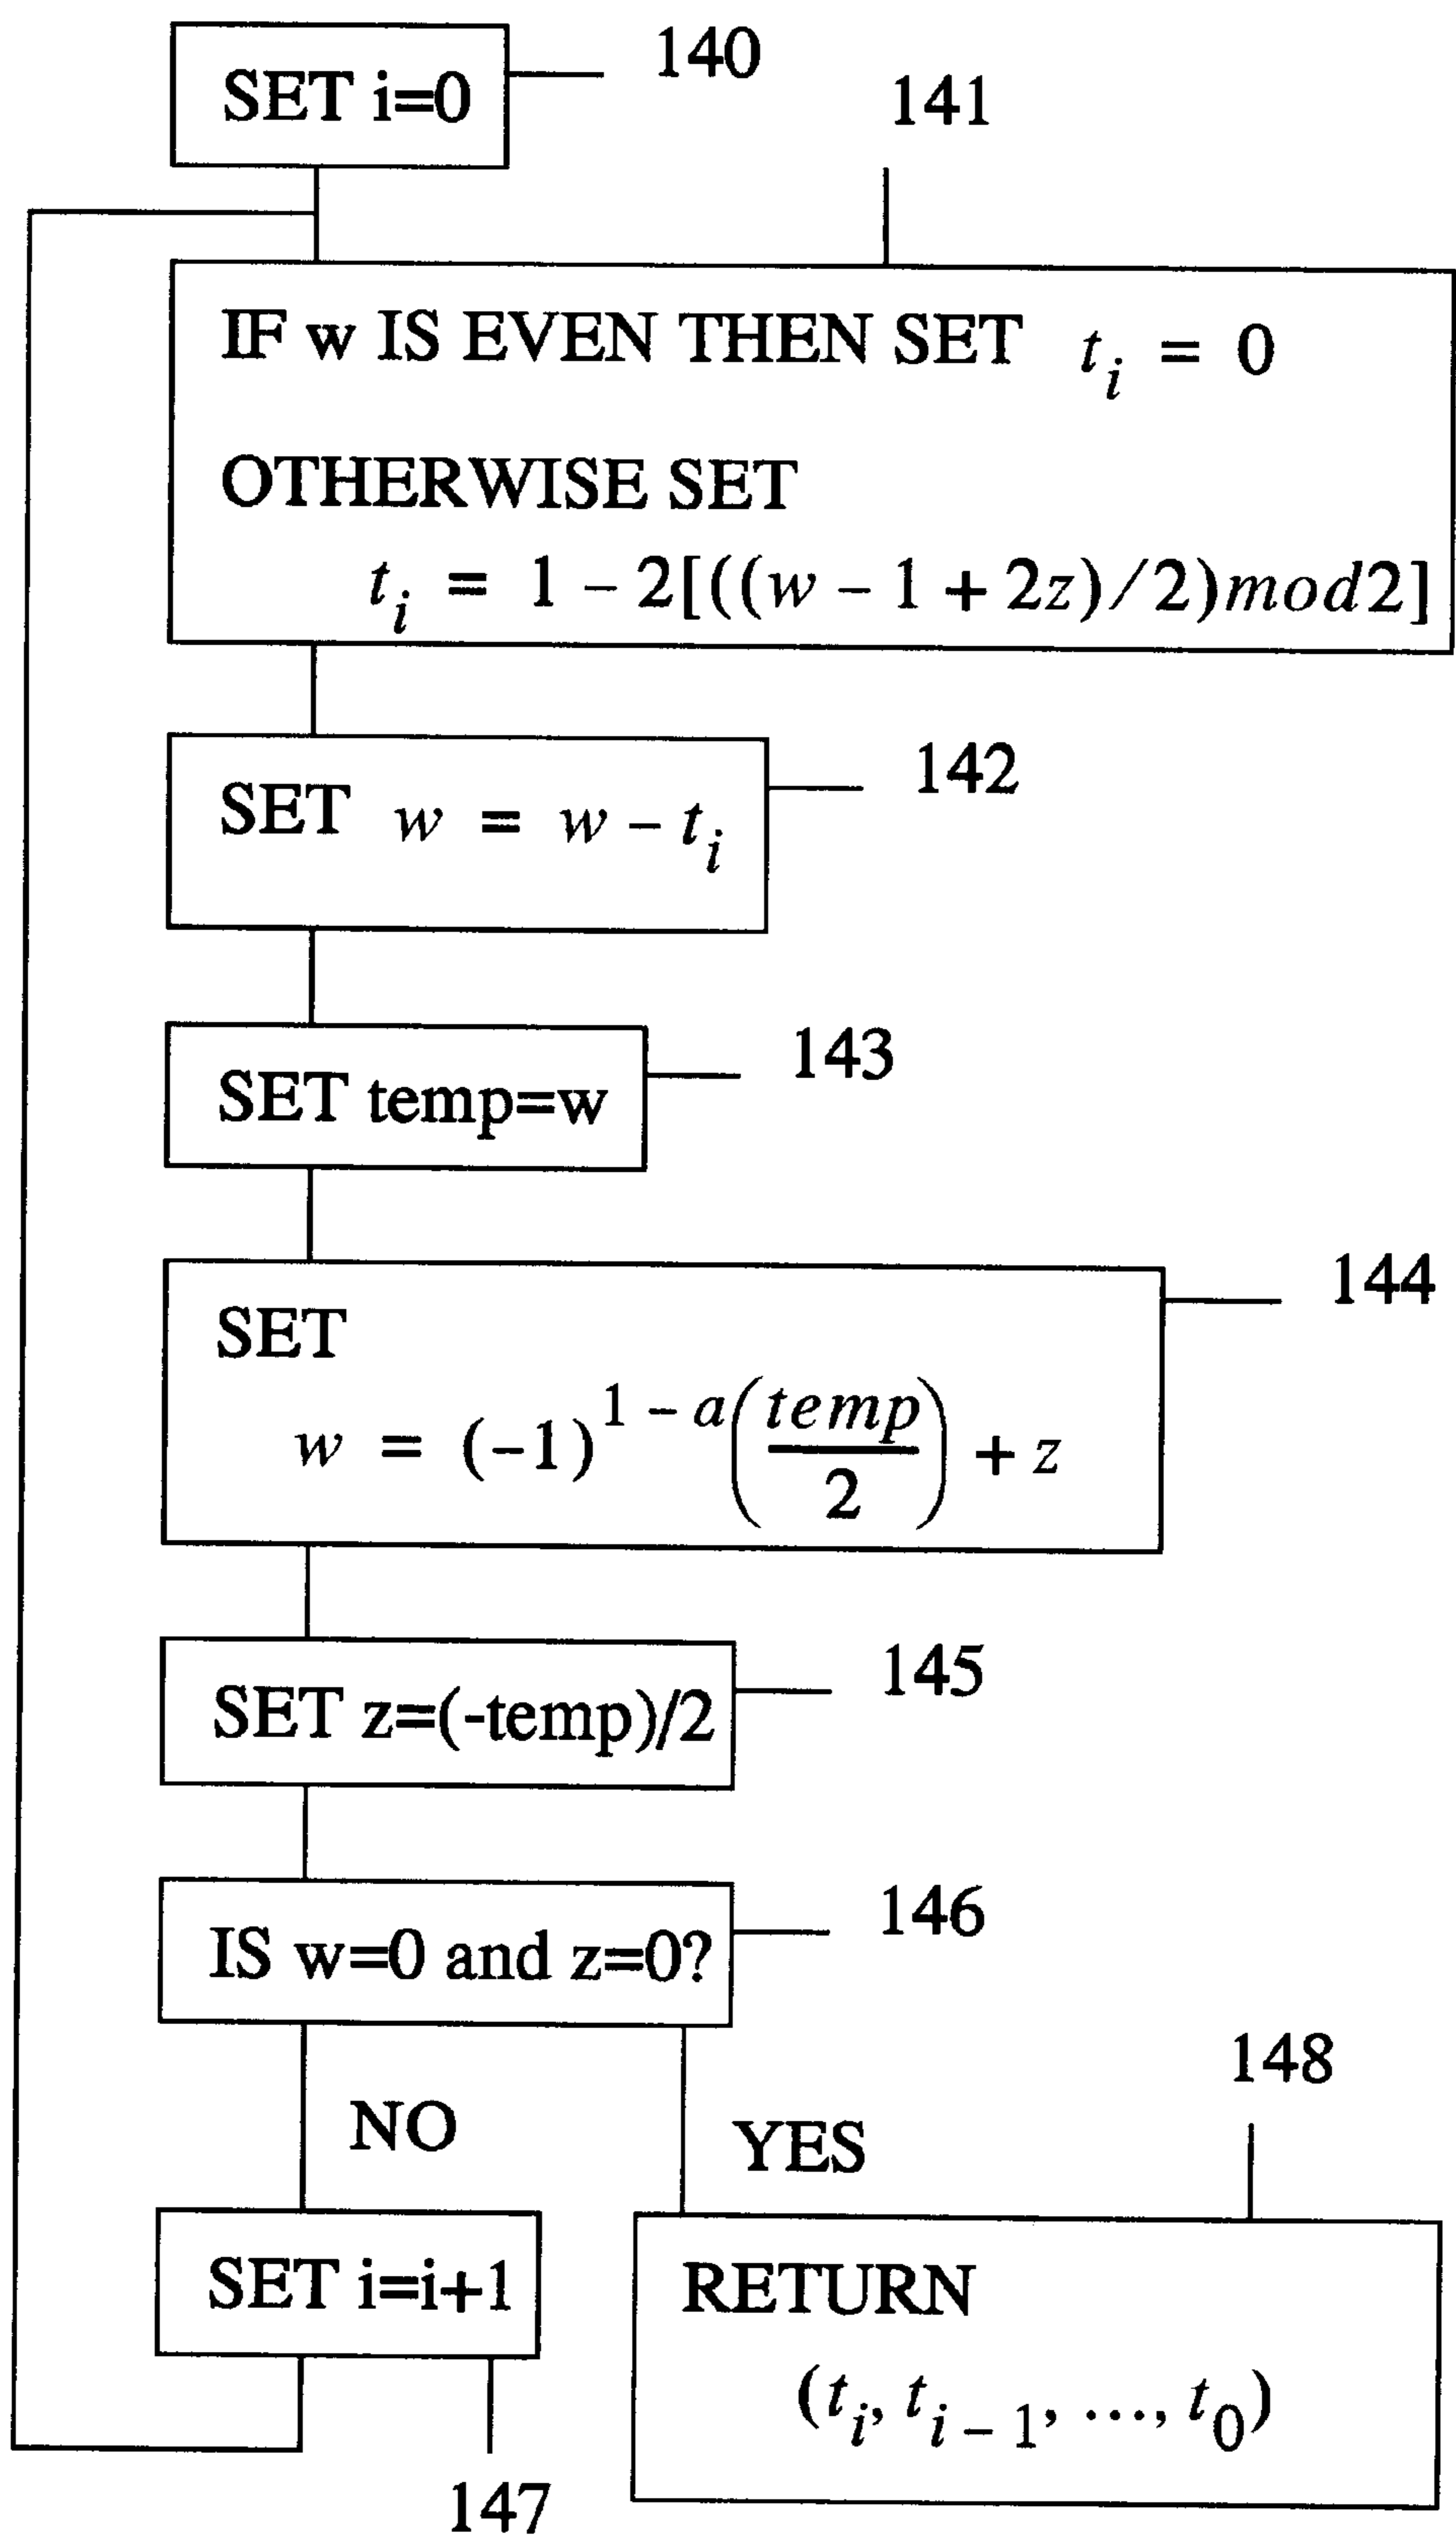 SET i=0
140
141
IF w IS EVEN THEN SET t_i = 0
OTHERWISE SET
t_i = 1 - 2[((w - 1 + 2z)/2)mod2]
SET w = w - t_i
142
SET temp=w
143
SET
144
w = (-1)^{1 - a}(temp/2) + z
SET z=(-temp)/2
145
IS w=0 and z=0?
146
NO
YES
148
SET i=i+1
147
RETURN
(t_i, t_{i - 1}, ..., t_0)